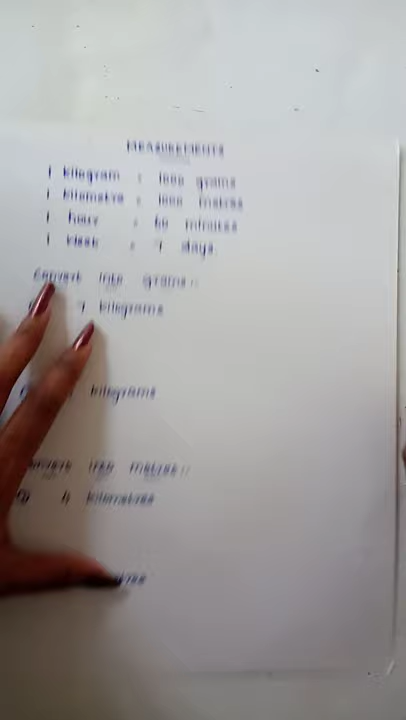 MEASUREMENTS
1 kilogram = 1000 grams
1 kilometre = 1000 metres
1 hour = 60 minutes
1 week = 7 days.
Convert into grams:-
7 kilograms
kilograms
into metres:-
4 kilometres